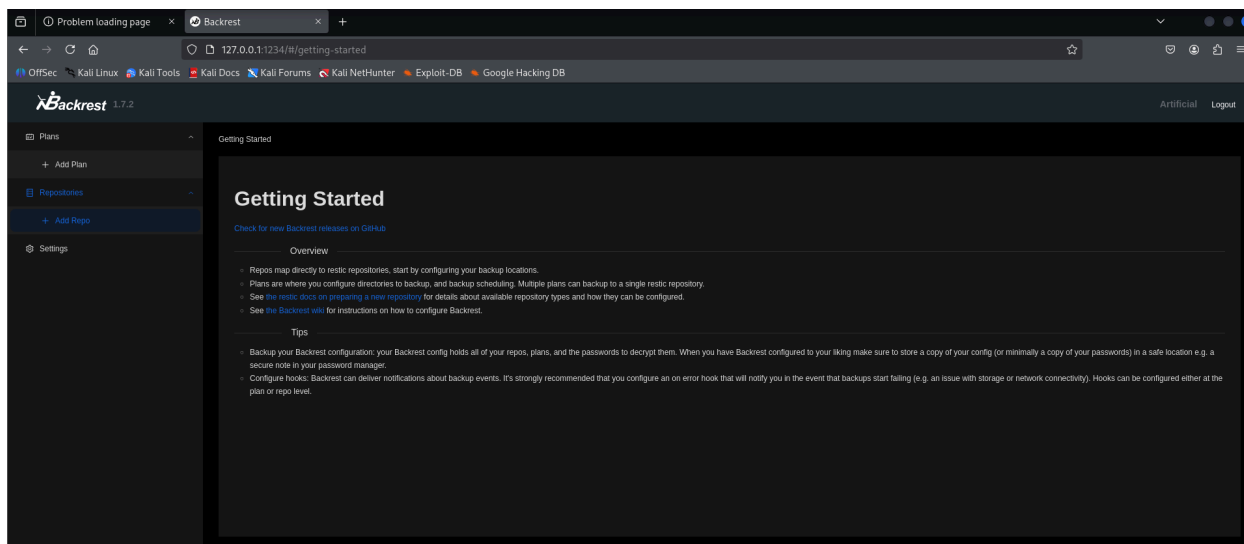 Problem loading page
Backrest
127.0.0.1:1234/#/getting-started
OffSec Kali Linux Kali Tools Kali Docs Kali Forums Kali NetHunter Exploit-DB Google Hacking DB
Backrest 1.7.2
Artificial Logout
Plans
+ Add Plan
Repositories
+ Add Repo
Settings
Getting Started
Getting Started
Check for new Backrest releases on GitHub
Overview
Repos map directly to restic repositories, start by configuring your backup locations.
Plans are where you configure directories to backup, and backup scheduling. Multiple plans can backup to a single restic repository.
See the restic docs on preparing a new repository for details about available repository types and how they can be configured.
See the Backrest wiki for instructions on how to configure Backrest.
Tips
Backup your Backrest configuration: your Backrest config holds all of your repos, plans, and the passwords to decrypt them. When you have Backrest configured to your liking make sure to store a copy of your config (or minimally a copy of your passwords) in a safe location e.g. a
secure note in your password manager.
Configure hooks: Backrest can deliver notifications about backup events. It's strongly recommended that you configure an on error hook that will notify you in the event that backups start failing (e.g. an issue with storage or network connectivity). Hooks can be configured either at the
plan or repo level.